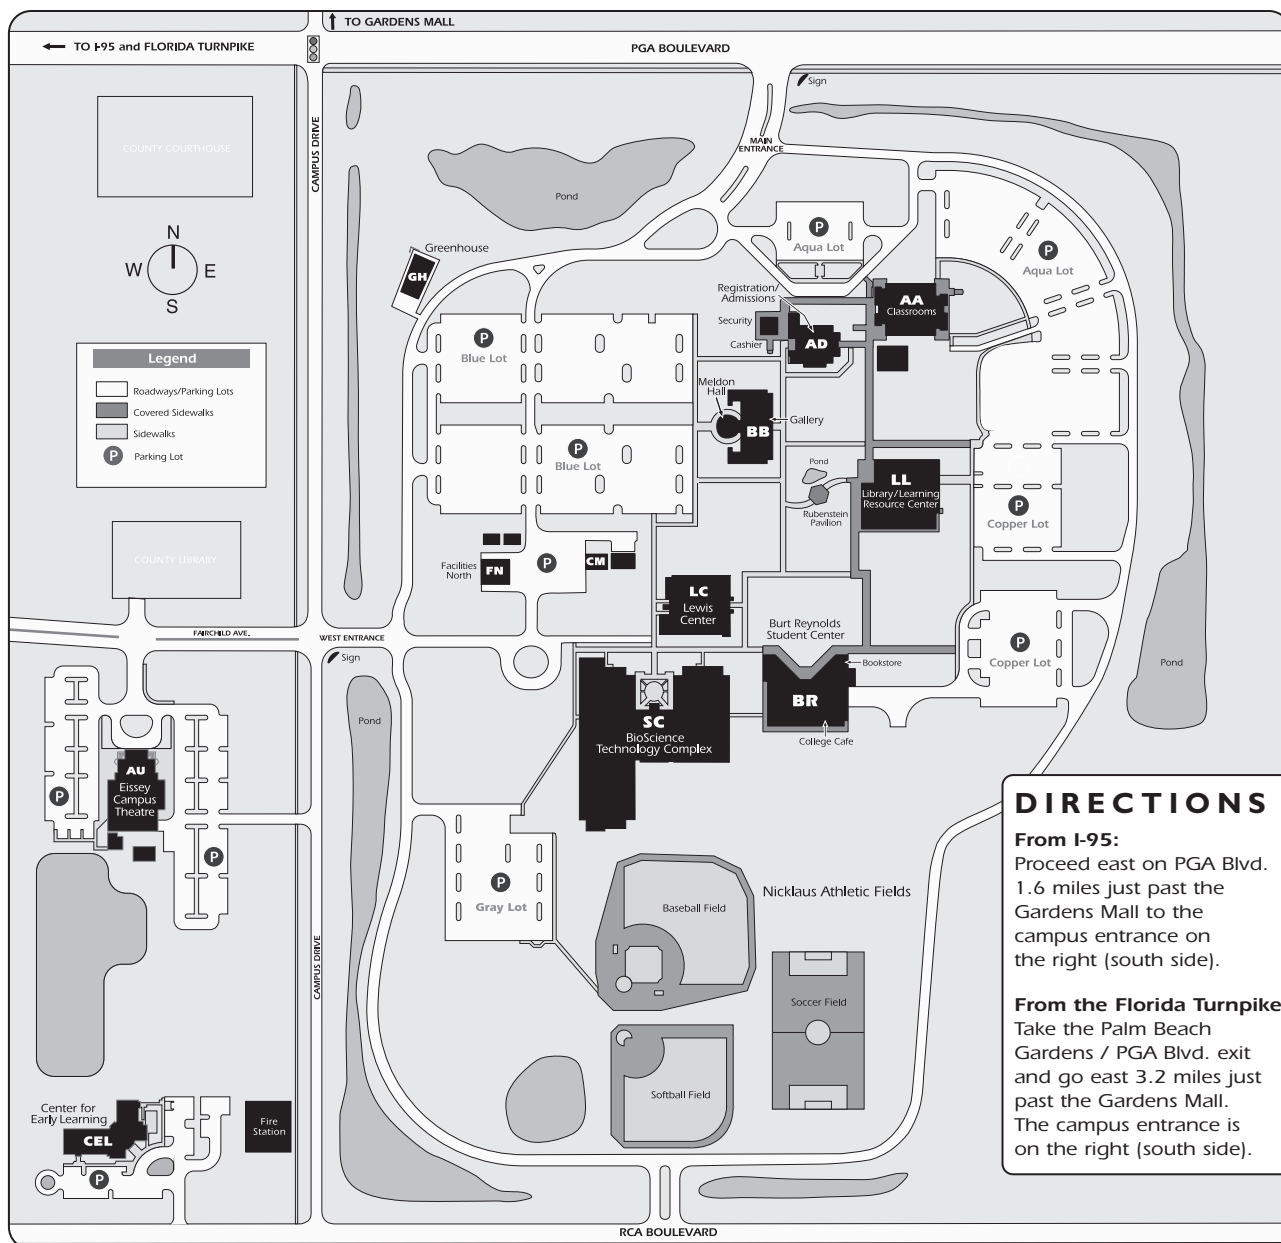 TO GARDENS MALL
TO I-95 and FLORIDA TURNPIKE
PGA BOULEVARD
Sign
CAMPUS DRIVE
MAIN
ENTRANCE
COUNTY COURTHOUSE
Pond
P
Aqua Lot
P
Aqua Lot
N
W E
S
Greenhouse
GH
Registration/
Admissions
Security
Cashier
AD
AA
Classrooms
Legend
Roadways/Parking Lots
Covered Sidewalks
Sidewalks
P Parking Lot
P
Blue Lot
P
Blue Lot
Meldon
Hall
BB
Gallery
Pond
Rubenstein
Pavilion
LL
Library/Learning
Resource Center
P
Copper Lot
COUNTY LIBRARY
Facilities
North
FN
P
CM
LC
Lewis
Center
Burt Reynolds
Student Center
Bookstore
BR
College Cafe
P
Copper Lot
Pond
FAIRCHILD AVE.
WEST ENTRANCE
Sign
Pond
SC
BioScience
Technology Complex
AU
Eissey
Campus
Theatre
P
P
P
Gray Lot
Nicklaus Athletic Fields
Baseball Field
Soccer Field
Softball Field
CAMPUS DRIVE
Center for
Early Learning
CEL
P
Fire
Station
RCA BOULEVARD
DIRECTIONS
From I-95:
Proceed east on PGA Blvd.
1.6 miles just past the
Gardens Mall to the
campus entrance on
the right (south side).
From the Florida Turnpike
Take the Palm Beach
Gardens / PGA Blvd. exit
and go east 3.2 miles just
past the Gardens Mall.
The campus entrance is
on the right (south side).